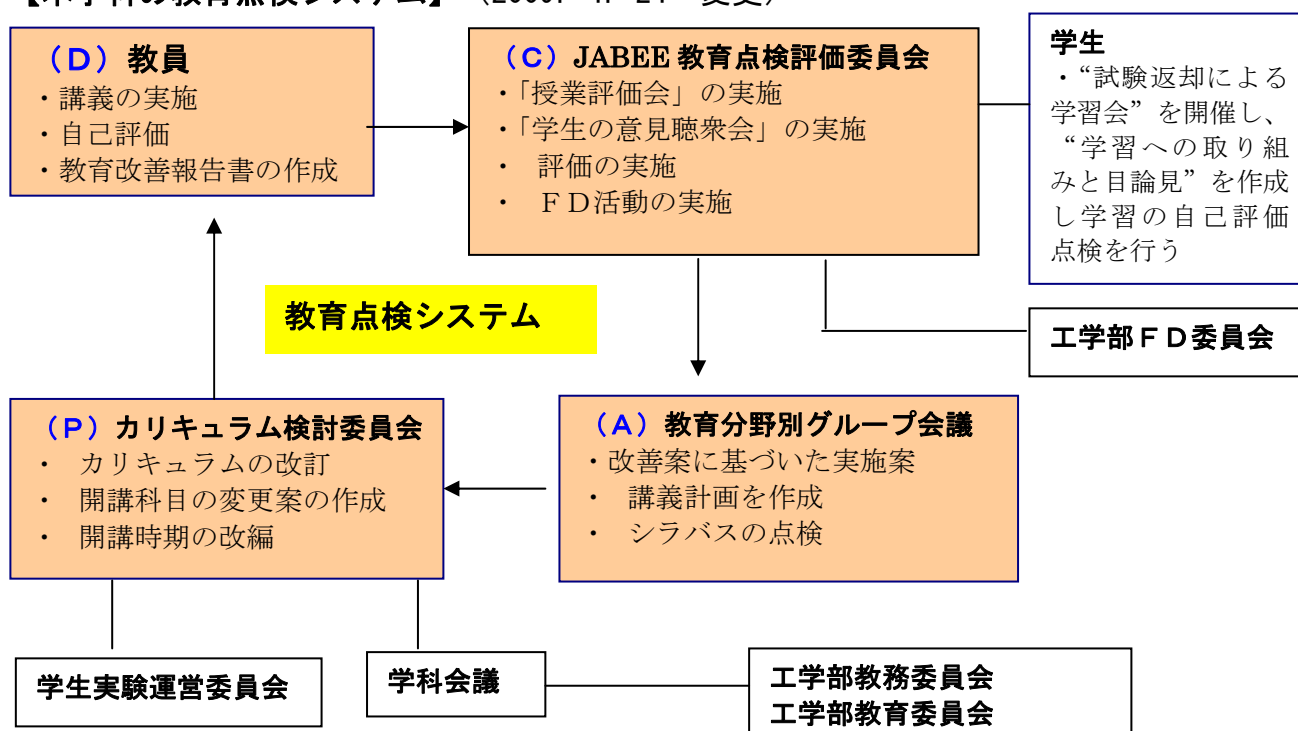 （Ｄ）教員
・講義の実施
・自己評価
・教育改善報告書の作成
（Ｃ）JABEE 教育点検評価委員会
・「授業評価会」の実施
・「学生の意見聴衆会」の実施
・ 評価の実施
・ ＦＤ活動の実施
学生
・“試験返却による
学習会”を開催し、
“学習への取り組
みと目論見”を作成
し学習の自己評価
点検を行う
教育点検システム
工学部ＦＤ委員会
（Ｐ）カリキュラム検討委員会
・ カリキュラムの改訂
・ 開講科目の変更案の作成
・ 開講時期の改編
（Ａ）教育分野別グループ会議
・改善案に基づいた実施案
・ 講義計画を作成
・ シラバスの点検
学生実験運営委員会
学科会議
工学部教務委員会
工学部教育委員会